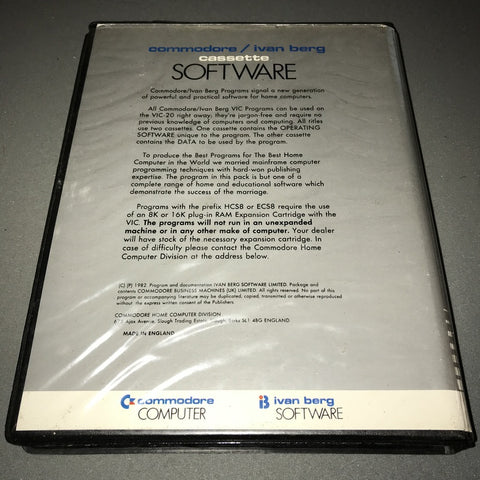 commodore / ivan berg
cassette
SOFTWARE
Commodore/Ivan Berg Programs signal a new generation
of powerful and practical software for home computers.
All Commodore/Ivan Berg VIC Programs can be used on
the VIC-20 right away; they're jargon-free and require no
previous knowledge of computers and computing. All titles
use two cassettes. One cassette contains the OPERATING
SOFTWARE unique to the program. The other cassette
contains the DATA to be used by the program.
To produce the Best Programs for The Best Home
Computer in the World we married mainframe computer
programming techniques with hard-won publishing
expertise. The program in this pack is but one of a
complete range of home and educational software which
demonstrate the success of the marriage.
Programs with the prefix HCS8 or ECS8 require the use
of an 8K or 16K plug-in RAM Expansion Cartridge with the
VIC. The programs will not run in an unexpanded
machine or in any other make of computer. Your dealer
will have stock of the necessary expansion cartridge. In
case of difficulty please contact the Commodore Home
Computer Division at the address below.
(C) (P) 1982. Program and documentation IVAN BERG SOFTWARE LIMITED. Package and
contents COMMODORE BUSINESS MACHINES (UK) LIMITED. All rights reserved. No part of this
program or accompanying literature may be duplicated, copied, transmitted or otherwise reproduced
without the express written consent of the Publishers.
COMMODORE HOME COMPUTER DIVISION
Ajax Avenue, Slough Trading Estate, Slough, Berks SL1 4BG ENGLAND.
MADE IN ENGLAND
commodore
COMPUTER
ib ivan berg
SOFTWARE